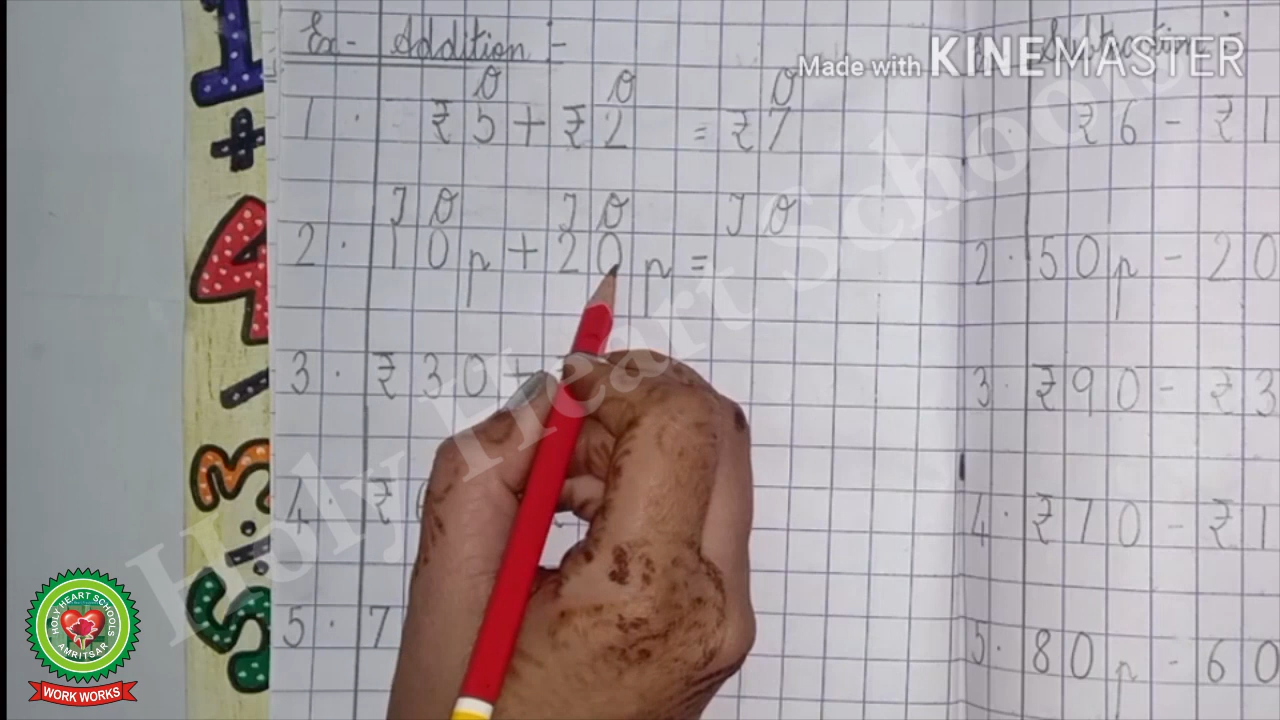 Made with KINEMASTER
Ex- Addition :-
O O O
1. ₹5 + ₹2 = ₹7
T O T O T O
2. 10p + 20p =
3. ₹30 +
4. ₹
5. 7
Subtraction :-
1. ₹6 - ₹1
2. 50p - 20
3. ₹90 - ₹3
4. ₹70 - ₹1
5. 80p - 60
Holy Heart Schools
HOLY HEART SCHOOLS
AMRITSAR
WORK WORKS